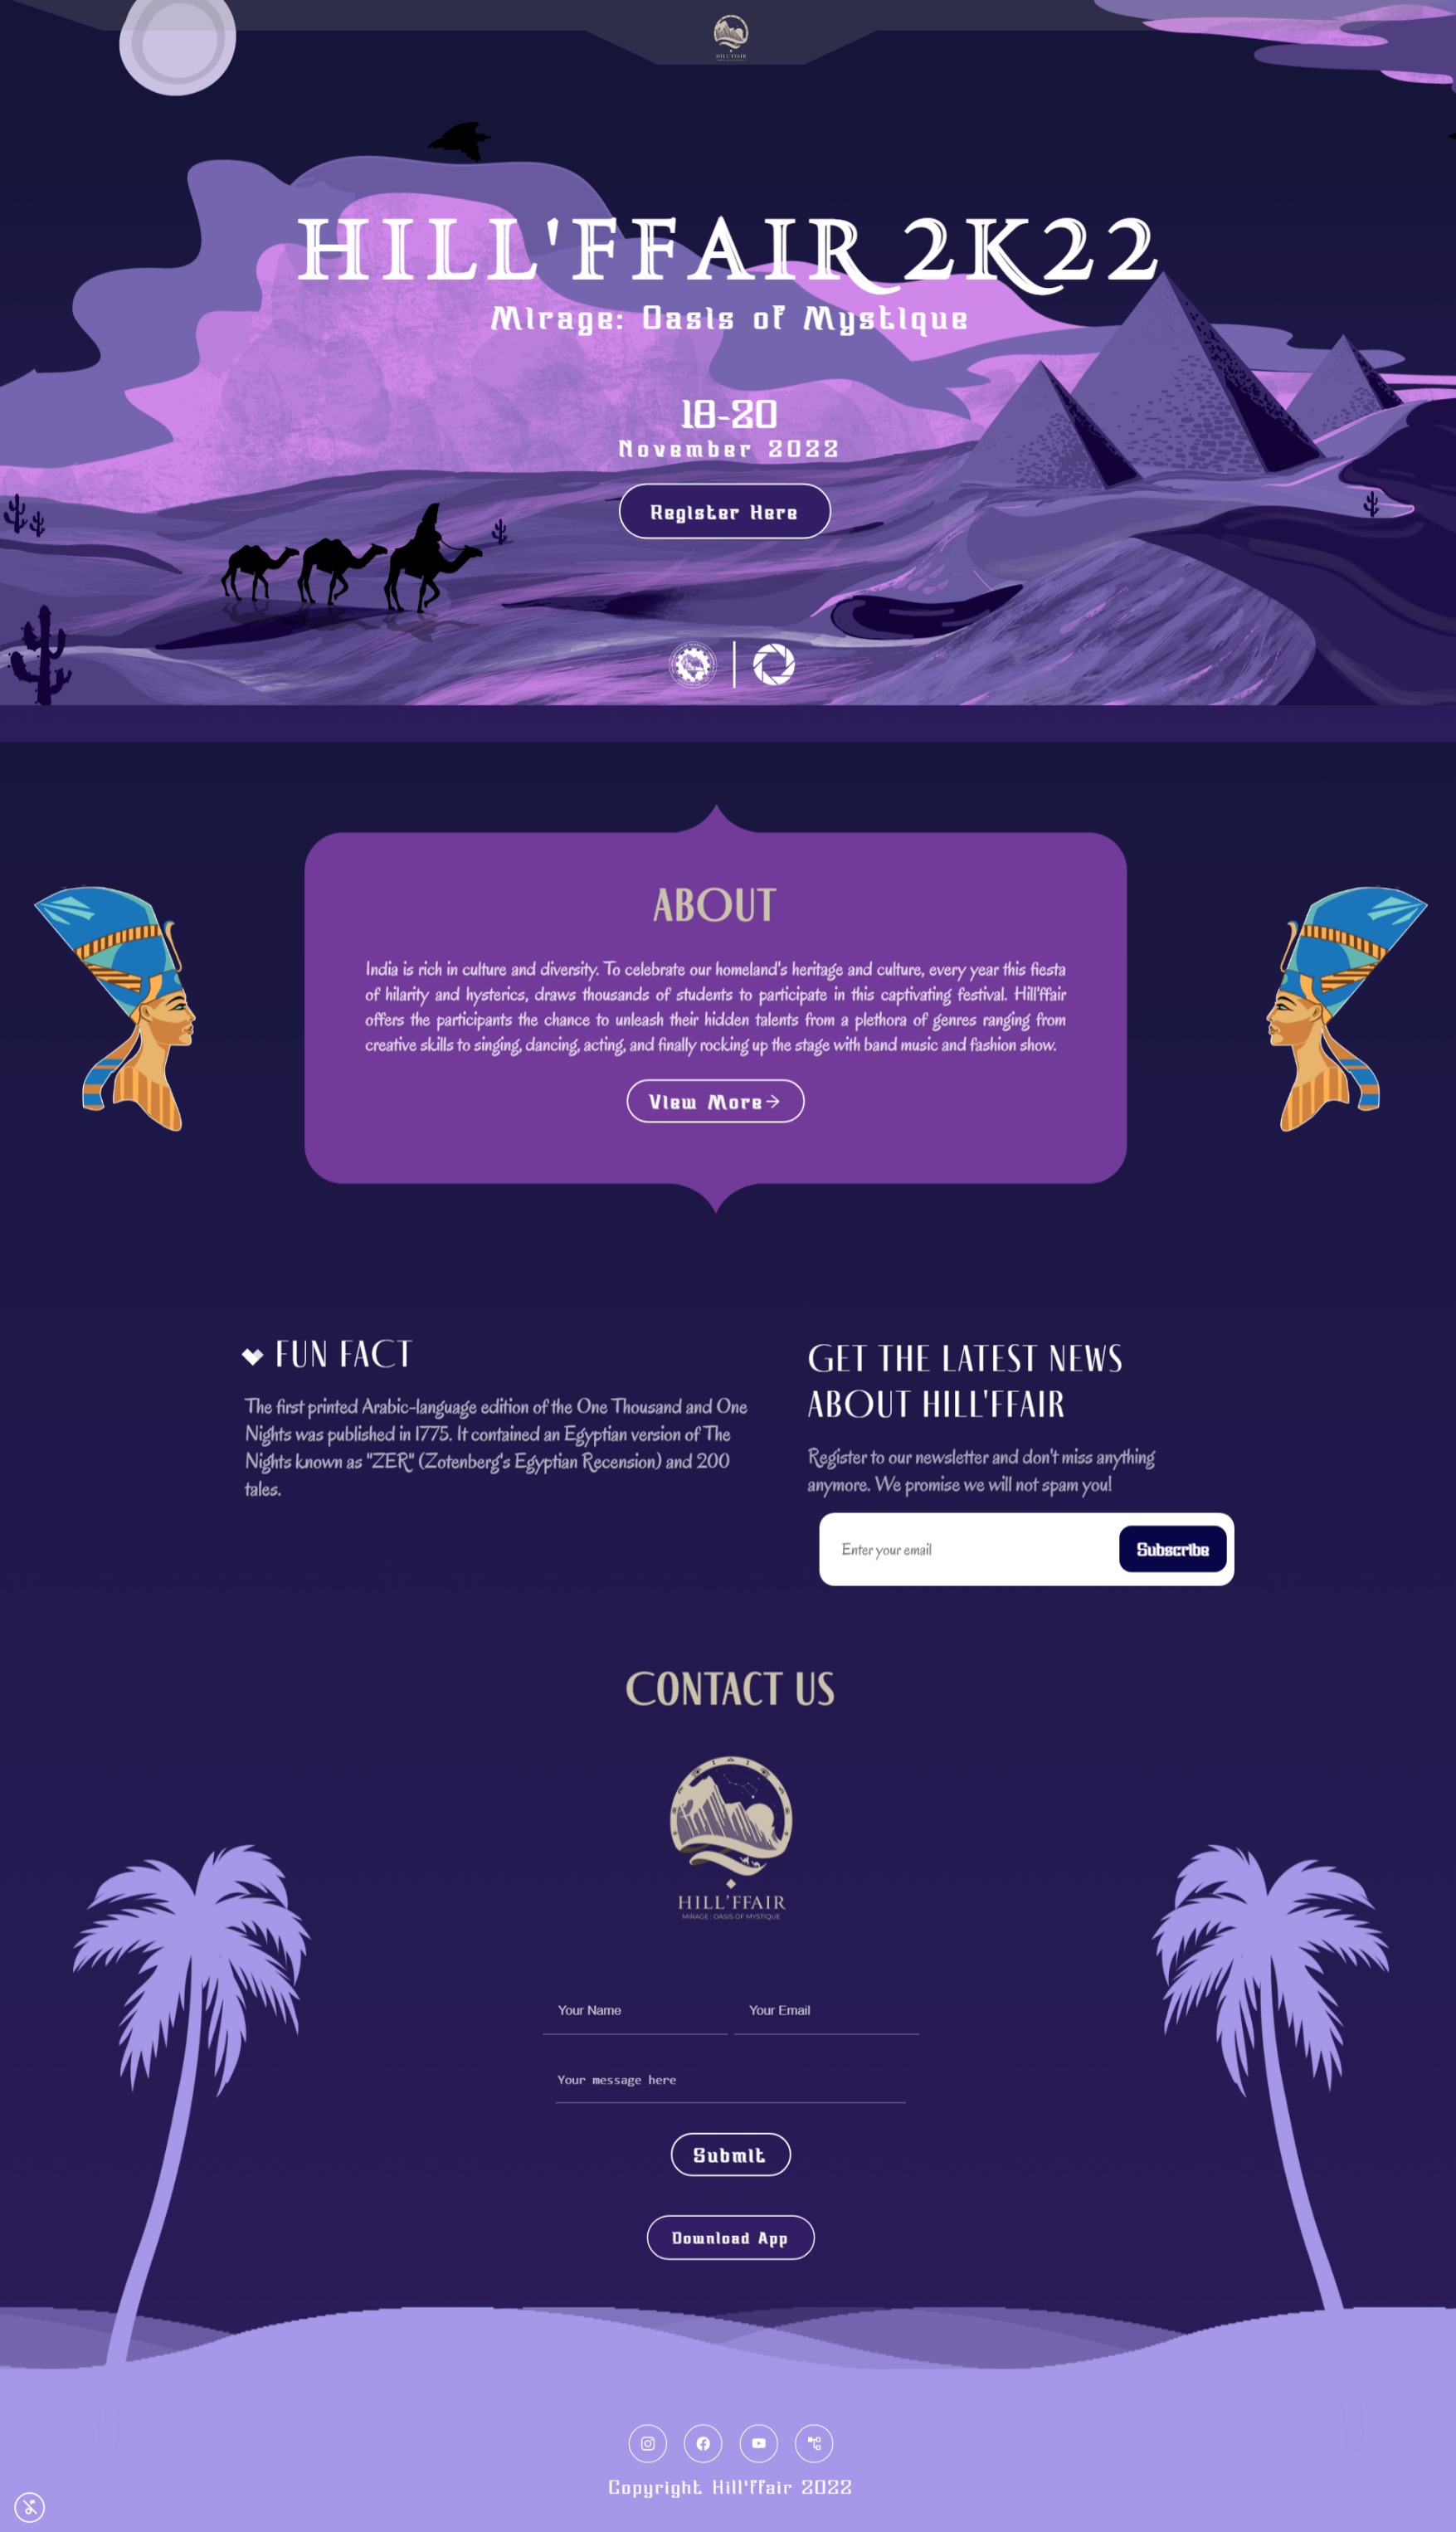 HILL'FFAIR
HILL'FFAIR 2K22
Mirage: Oasis of Mystique
18-20
November 2022
Register Here
ABOUT
India is rich in culture and diversity. To celebrate our homeland's heritage and culture, every year this fiesta
of hilarity and hysterics, draws thousands of students to participate in this captivating festival. Hill'ffair
offers the participants the chance to unleash their hidden talents from a plethora of genres ranging from
creative skills to singing, dancing, acting, and finally rocking up the stage with band music and fashion show.
View More→
FUN FACT
The first printed Arabic-language edition of the One Thousand and One
Nights was published in 1775. It contained an Egyptian version of The
Nights known as "ZER" (Zotenberg's Egyptian Recension) and 200
tales.
GET THE LATEST NEWS
ABOUT HILL'FFAIR
Register to our newsletter and don't miss anything
anymore. We promise we will not spam you!
Enter your email
Subscribe
CONTACT US
HILL'FFAIR
MIRAGE : OASIS OF MYSTIQUE
Your Name
Your Email
Your message here
Submit
Download App
Copyright Hill'ffair 2022